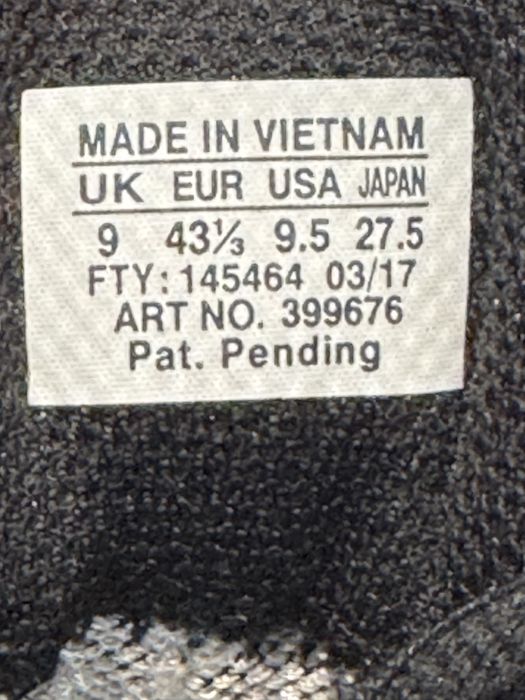 MADE IN VIETNAM
UK EUR USA JAPAN
9 43⅓ 9.5 27.5
FTY: 145464 03/17
ART NO. 399676
Pat. Pending